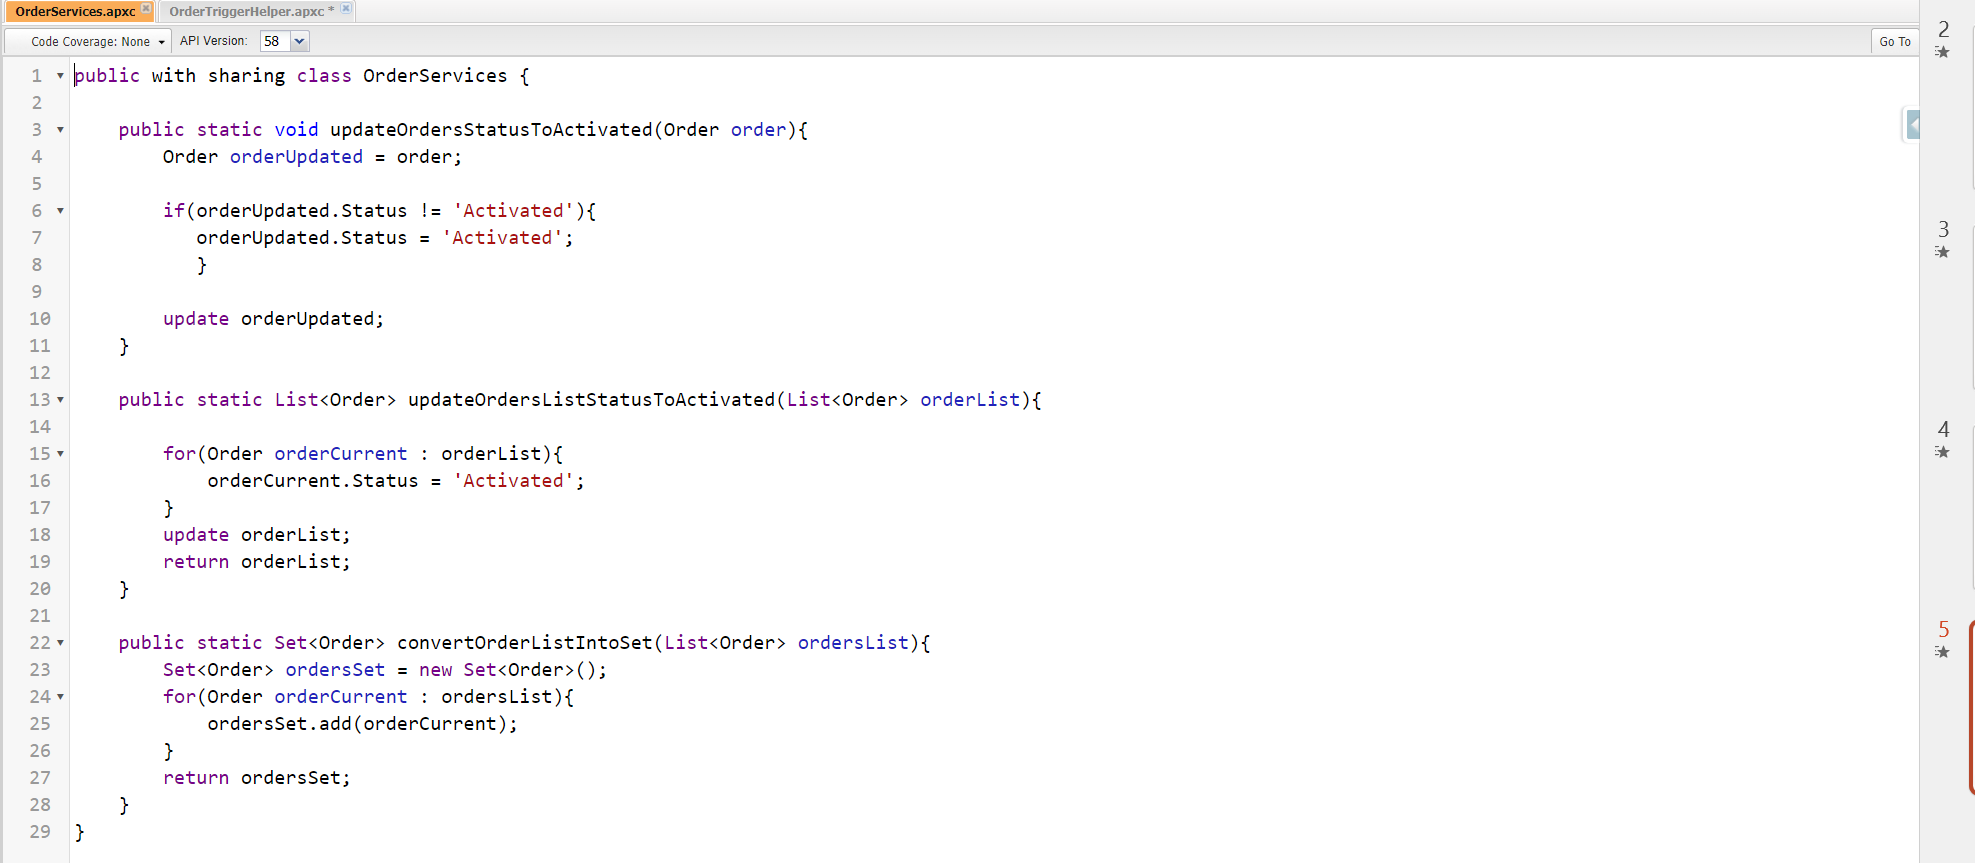 OrderServices.apxc OrderTriggerHelper.apxc *
Code Coverage: None API Version: 58 Go To
1 public with sharing class OrderServices {
2
3 public static void updateOrdersStatusToActivated(Order order){
4 Order orderUpdated = order;
5
6 if(orderUpdated.Status != 'Activated'){
7 orderUpdated.Status = 'Activated';
8 }
9
10 update orderUpdated;
11 }
12
13 public static List<Order> updateOrdersListStatusToActivated(List<Order> orderList){
14
15 for(Order orderCurrent : orderList){
16 orderCurrent.Status = 'Activated';
17 }
18 update orderList;
19 return orderList;
20 }
21
22 public static Set<Order> convertOrderListIntoSet(List<Order> ordersList){
23 Set<Order> ordersSet = new Set<Order>();
24 for(Order orderCurrent : ordersList){
25 ordersSet.add(orderCurrent);
26 }
27 return ordersSet;
28 }
29 }
2
3
4
5